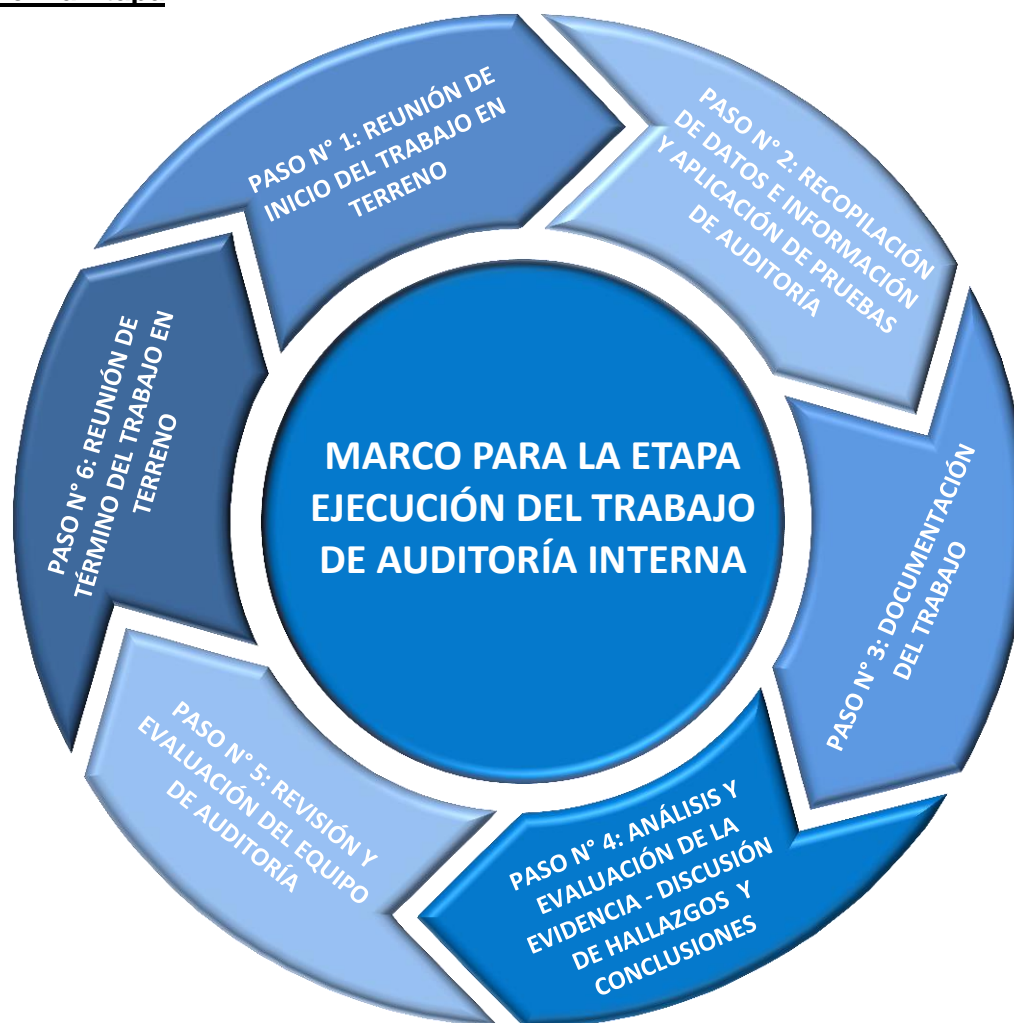 PASO N° 1: REUNIÓN DE
INICIO DEL TRABAJO EN
TERRENO
PASO N° 2: RECOPILACIÓN
DE DATOS E INFORMACIÓN
Y APLICACIÓN DE PRUEBAS
DE AUDITORÍA
PASO N° 3: DOCUMENTACIÓN
DEL TRABAJO
PASO N° 4: ANÁLISIS Y
EVALUACIÓN DE LA
EVIDENCIA - DISCUSIÓN
DE HALLAZGOS Y
CONCLUSIONES
PASO N° 5: REVISIÓN Y
EVALUACIÓN DEL EQUIPO
DE AUDITORÍA
PASO N° 6: REUNIÓN DE
TÉRMINO DEL TRABAJO EN
TERRENO
MARCO PARA LA ETAPA
EJECUCIÓN DEL TRABAJO
DE AUDITORÍA INTERNA